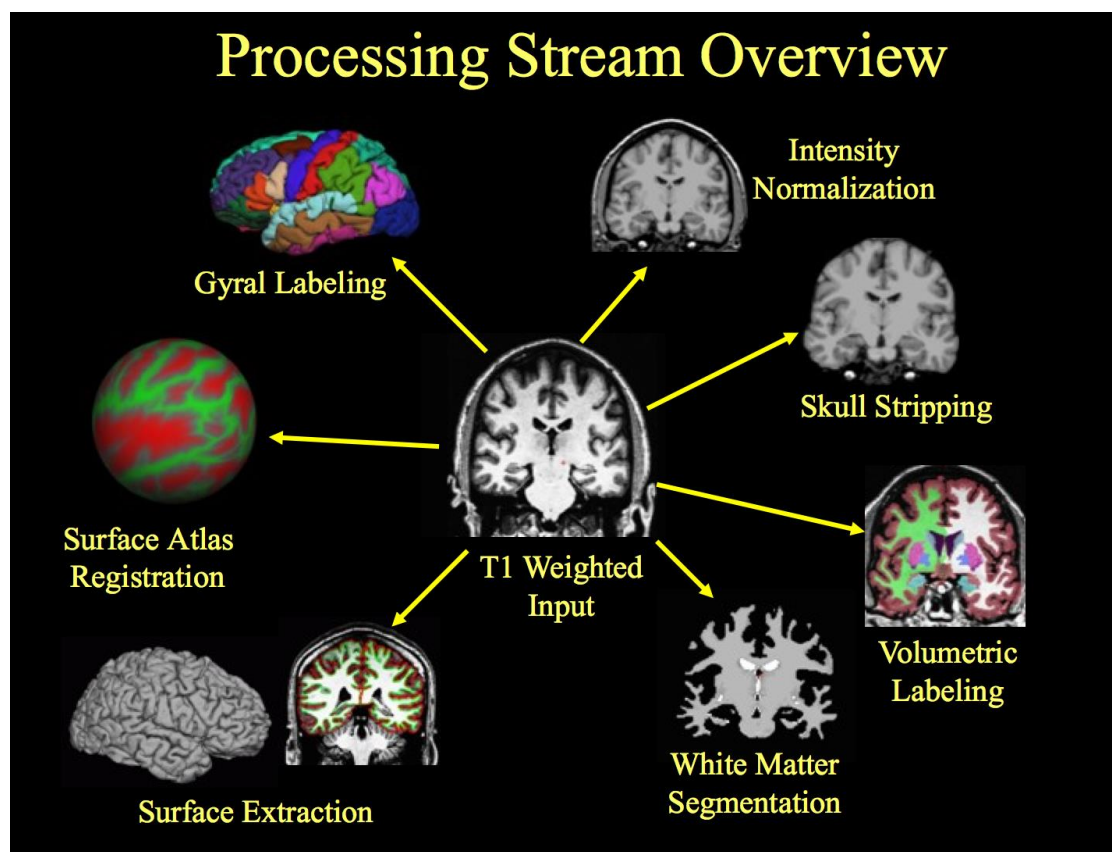 Processing Stream Overview
Intensity
Normalization
Gyral Labeling
Skull Stripping
Surface Atlas
Registration
T1 Weighted
Input
Volumetric
Labeling
White Matter
Segmentation
Surface Extraction